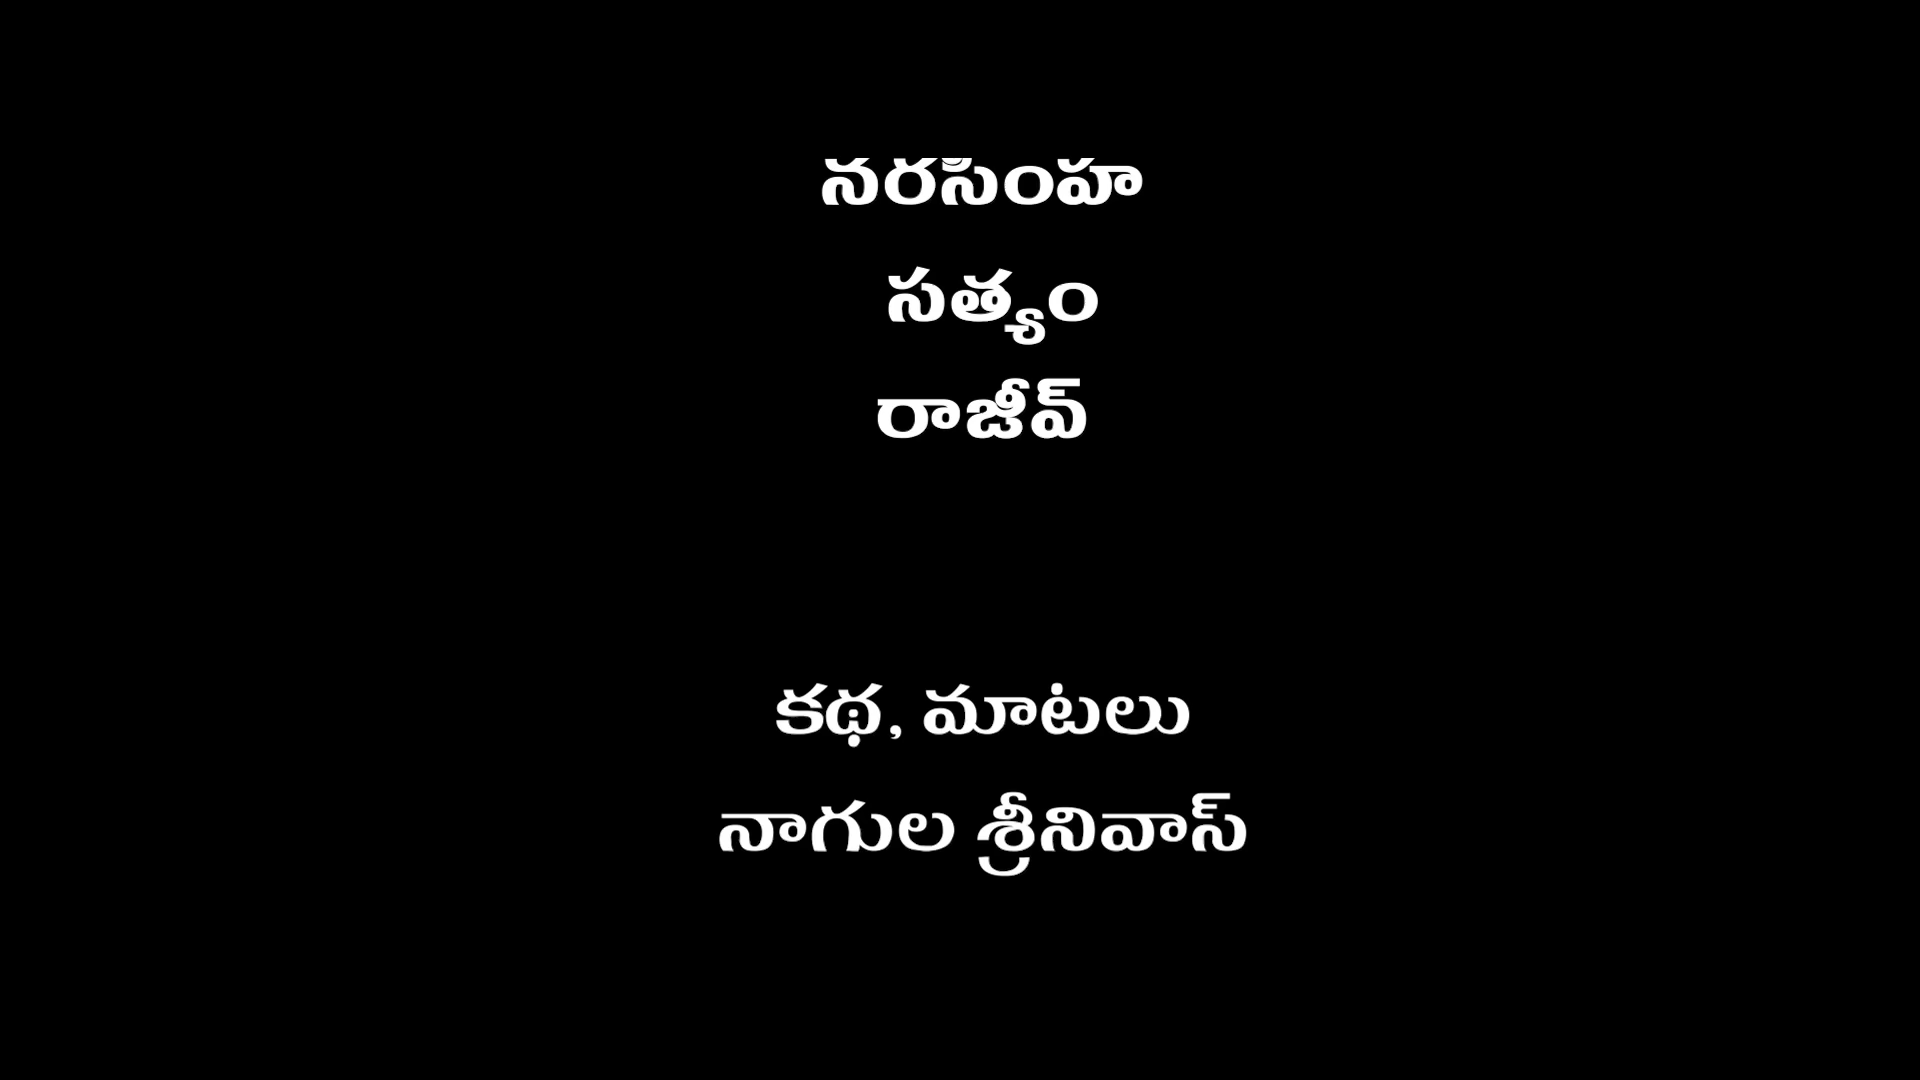 నరసింహ
సత్యం
రాజీవ్
కథ, మాటలు
నాగుల శ్రీనివాస్